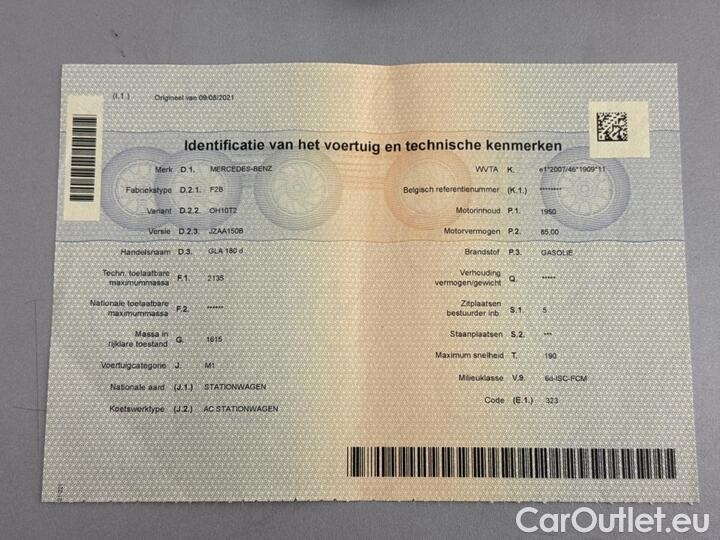 (I.1.) Origineel van 09/08/2021
Identificatie van het voertuig en technische kenmerken
Merk D.1. MERCEDES-BENZ
Fabriekstype D.2.1. F2B
Variant D.2.2. OH10T2
Versie D.2.3. JZAA150B
Handelsnaam D.3. GLA 180 d
Techn. toelaatbare
maximummassa F.1. 2135
Nationale toelaatbare
maximummassa F.2. ******
Massa in
rijklare toestand G. 1615
Voertuigcategorie J. M1
Nationale aard (J.1.) STATIONWAGEN
Koetswerktype (J.2.) AC STATIONWAGEN
WVTA K. e1*2007/46*1909*11
Belgisch referentienummer (K.1.) ********
Motorinhoud P.1. 1950
Motorvermogen P.2. 85,00
Brandstof P.3. GASOLIE
Verhouding
vermogen/gewicht Q. *****
Zitplaatsen
bestuurder inb. S.1. 5
Staanplaatsen S.2. ***
Maximum snelheid T. 190
Milieuklasse V.9. 6d-ISC-FCM
Code (E.1.) 323
CarOutlet.eu